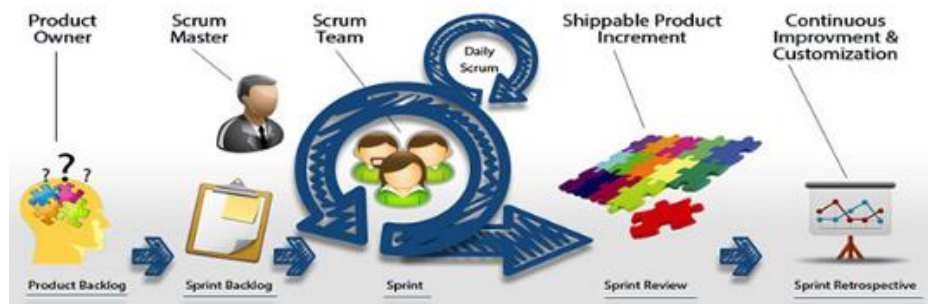 Product
Owner
Scrum
Master
Scrum
Team
Daily
Scrum
Shippable Product
Increment
Continuous
Improvment &
Customization
? ? ?
Product Backlog
Sprint Backlog
Sprint
Sprint Review
Sprint Retrospective